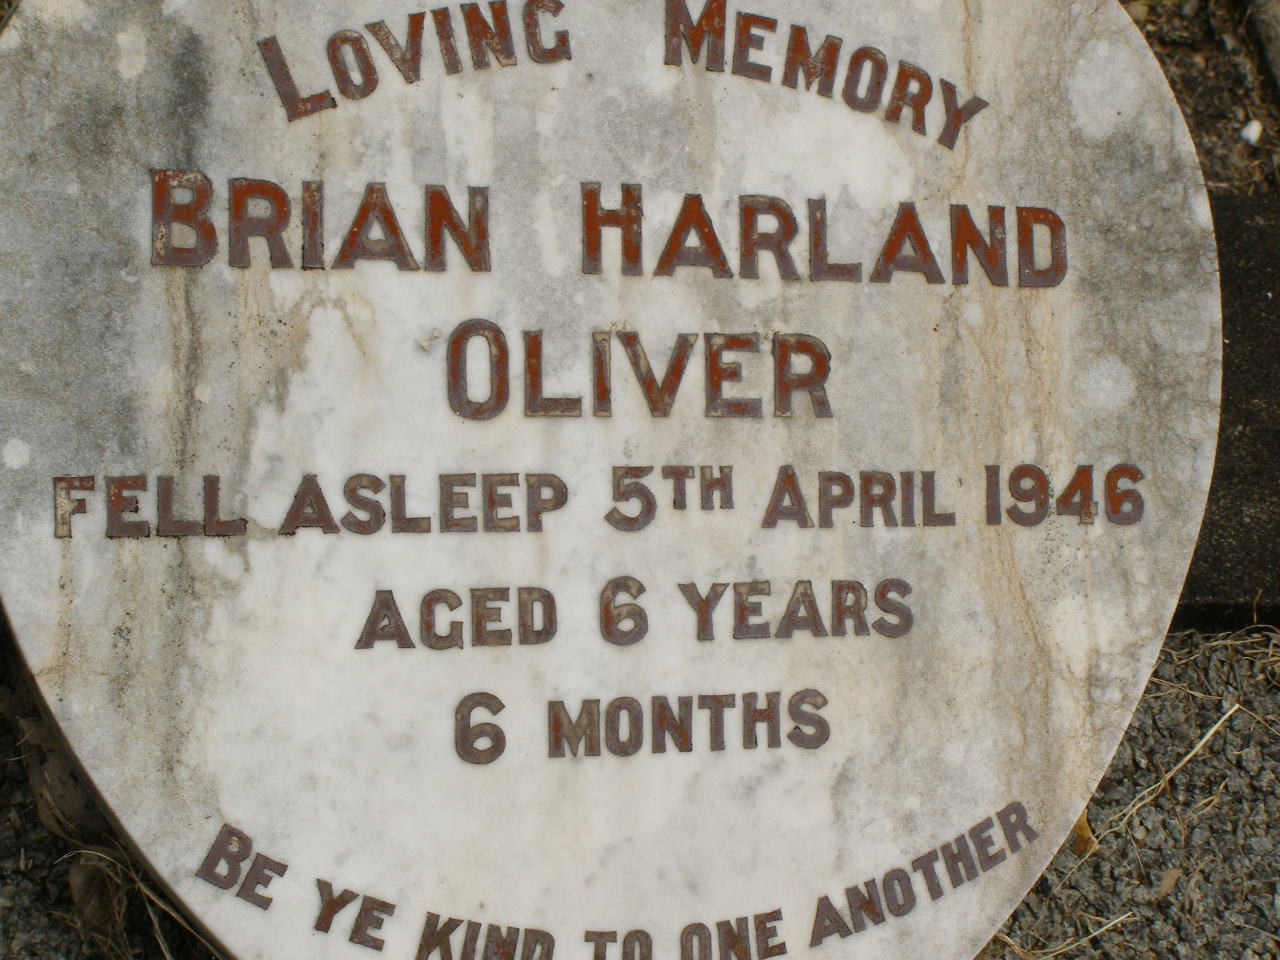 LOVING MEMORY
BRIAN HARLAND
OLIVER
FELL ASLEEP 5TH APRIL 1946
AGED 6 YEARS
6 MONTHS
BE YE KIND TO ONE ANOTHER